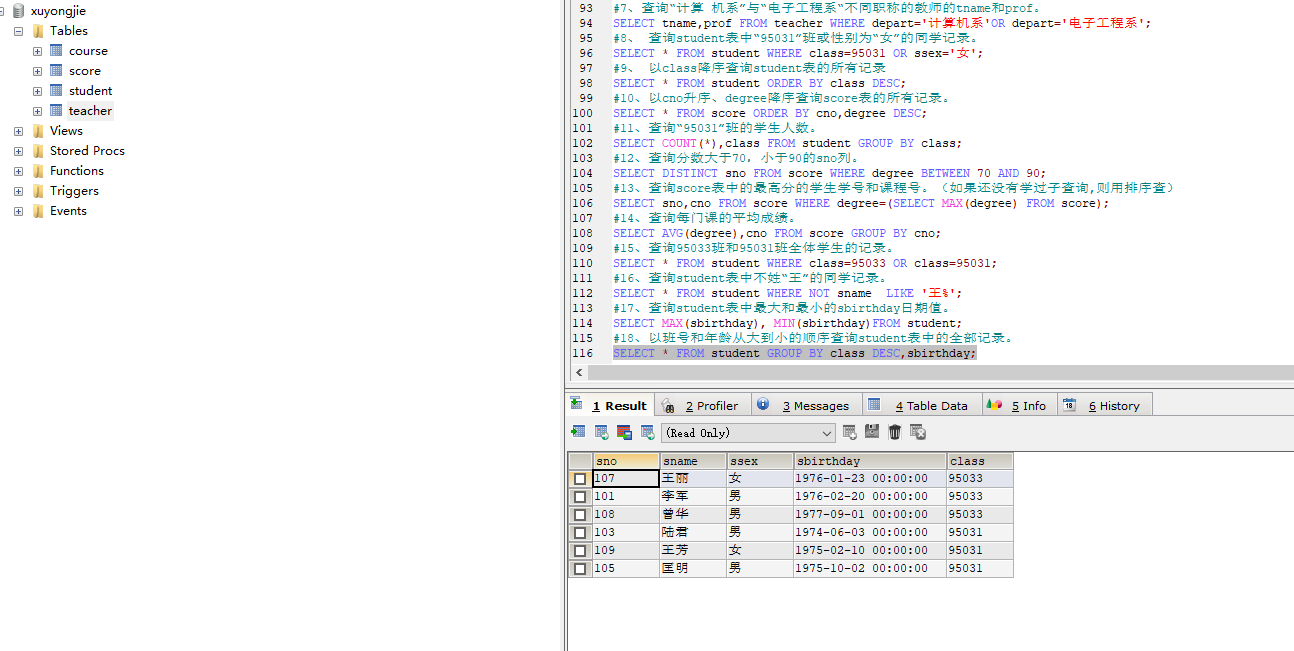 xuyongjie
Tables
course
score
student
teacher
Views
Stored Procs
Functions
Triggers
Events
93 #7、查询“计算 机系”与“电子工程系“不同职称的教师的tname和prof。
94 SELECT tname,prof FROM teacher WHERE depart='计算机系'OR depart='电子工程系';
95 #8、 查询student表中“95031”班或性别为“女”的同学记录。
96 SELECT * FROM student WHERE class=95031 OR ssex='女';
97 #9、 以class降序查询student表的所有记录
98 SELECT * FROM student ORDER BY class DESC;
99 #10、以cno升序、degree降序查询score表的所有记录。
100 SELECT * FROM score ORDER BY cno,degree DESC;
101 #11、查询“95031”班的学生人数。
102 SELECT COUNT(*),class FROM student GROUP BY class;
103 #12、查询分数大于70，小于90的sno列。
104 SELECT DISTINCT sno FROM score WHERE degree BETWEEN 70 AND 90;
105 #13、查询score表中的最高分的学生学号和课程号。（如果还没有学过子查询,则用排序查）
106 SELECT sno,cno FROM score WHERE degree=(SELECT MAX(degree) FROM score);
107 #14、查询每门课的平均成绩。
108 SELECT AVG(degree),cno FROM score GROUP BY cno;
109 #15、查询95033班和95031班全体学生的记录。
110 SELECT * FROM student WHERE class=95033 OR class=95031;
111 #16、查询student表中不姓“王”的同学记录。
112 SELECT * FROM student WHERE NOT sname  LIKE '王%';
113 #17、查询student表中最大和最小的sbirthday日期值。
114 SELECT MAX(sbirthday), MIN(sbirthday)FROM student;
115 #18、以班号和年龄从大到小的顺序查询student表中的全部记录。
116 SELECT * FROM student GROUP BY class DESC,sbirthday;
1 Result 2 Profiler 3 Messages 4 Table Data 5 Info 6 History
(Read Only)
sno sname ssex sbirthday class
107 王丽 女 1976-01-23 00:00:00 95033
101 李军 男 1976-02-20 00:00:00 95033
108 曾华 男 1977-09-01 00:00:00 95033
103 陆君 男 1974-06-03 00:00:00 95031
109 王芳 女 1975-02-10 00:00:00 95031
105 匡明 男 1975-10-02 00:00:00 95031